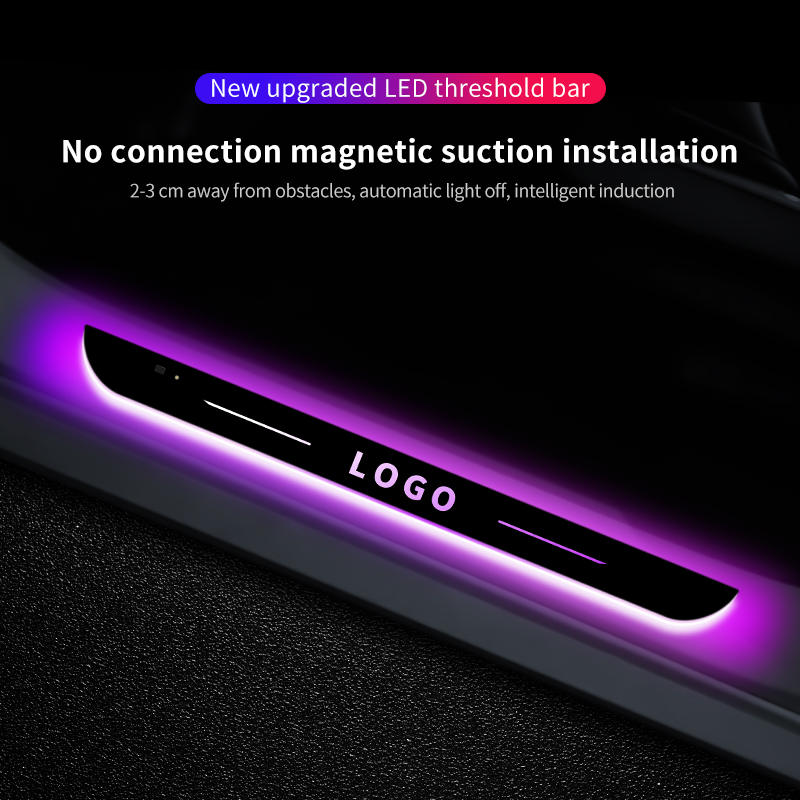 New upgraded LED threshold bar
No connection magnetic suction installation
2-3 cm away from obstacles, automatic light off, intelligent induction
LOGO